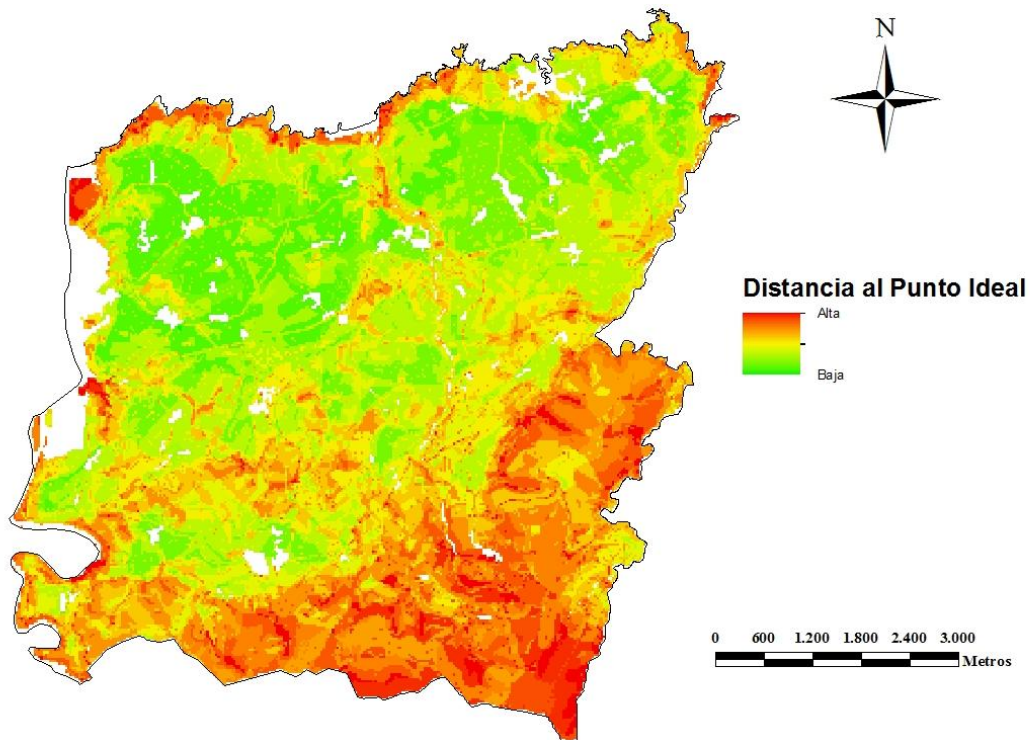 N
Distancia al Punto Ideal
Alta
Baja
0 600 1.200 1.800 2.400 3.000
Metros